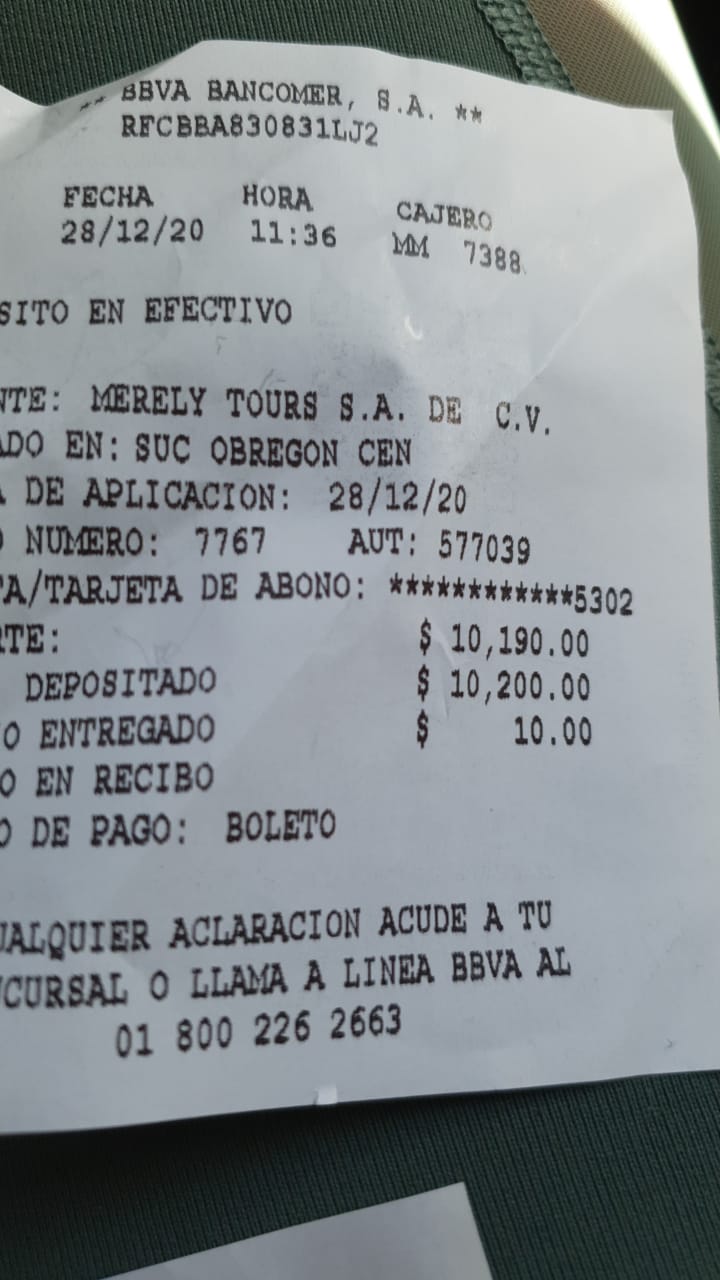 ** BBVA BANCOMER, S.A. **
RFCBBA830831LJ2
FECHA HORA CAJERO
28/12/20 11:36 MM 7388
SITO EN EFECTIVO
NTE: MERELY TOURS S.A. DE C.V.
ADO EN: SUC OBREGON CEN
A DE APLICACION: 28/12/20
O NUMERO: 7767 AUT: 577039
TA/TARJETA DE ABONO: ************5302
RTE: $ 10,190.00
DEPOSITADO $ 10,200.00
O ENTREGADO $ 10.00
O EN RECIBO
O DE PAGO: BOLETO
UALQUIER ACLARACION ACUDE A TU
UCURSAL O LLAMA A LINEA BBVA AL
01 800 226 2663